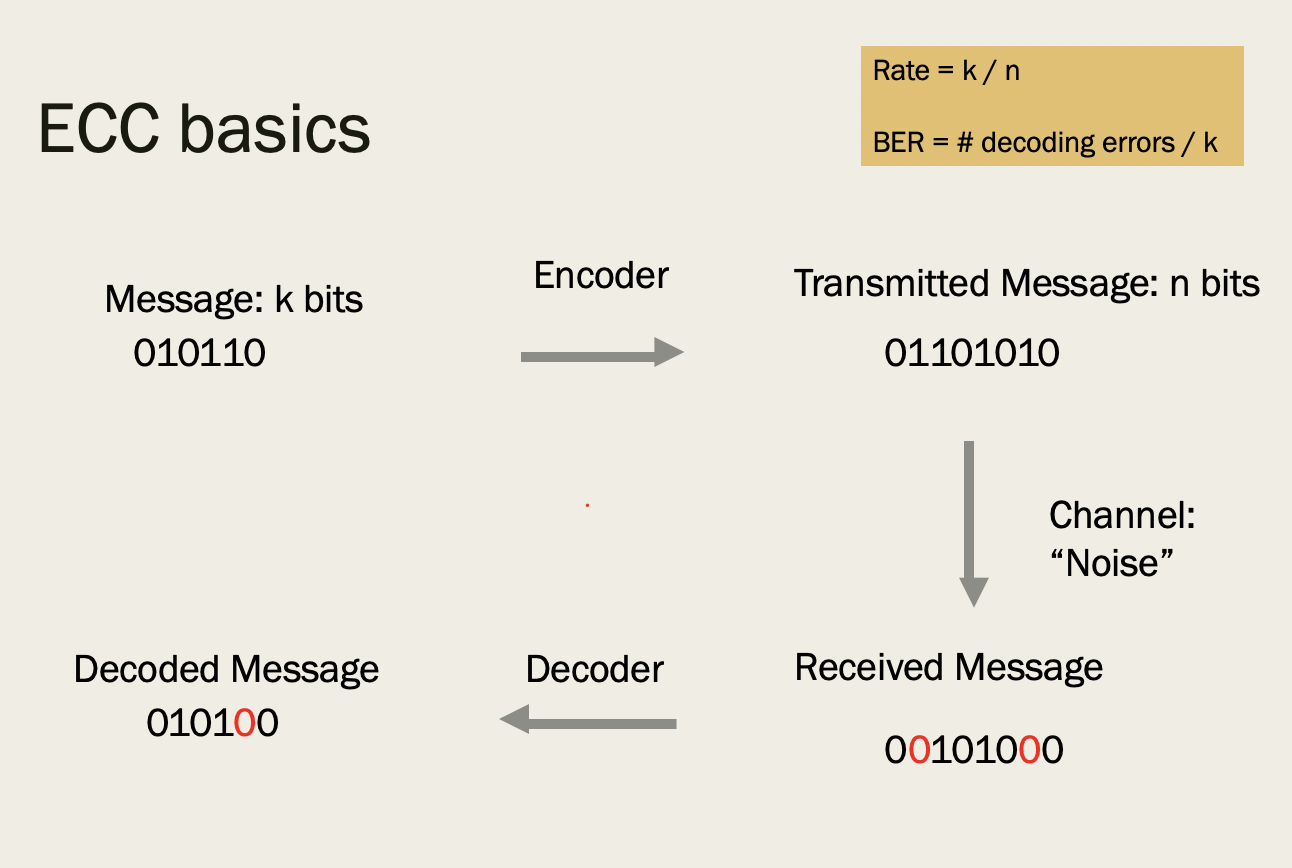 ECC basics
Rate = k / n
BER = # decoding errors / k
Message: k bits
010110
Encoder
Transmitted Message: n bits
01101010
Channel:
“Noise”
Received Message
00101000
Decoder
Decoded Message
010100